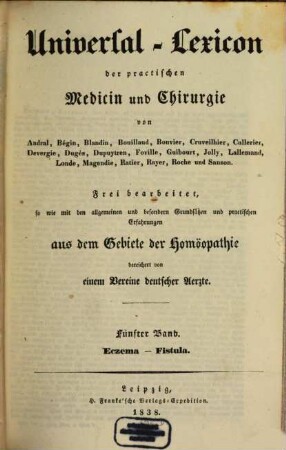 Universal-Lexicon
der practischen
Medicin und Chirurgie
von
Andral, Bégin, Blandin, Bouillaud, Bouvier, Cruveilhier, Cullerier,
Devergie, Dugès, Dupuytren, Foville, Guibourt, Jolly, Lallemand,
Londe, Magendie, Ratier, Rayer, Roche und Sanson.
Frei bearbeitet,
so wie mit den allgemeinen und besondern Grundsätzen und practischen
Erfahrungen
aus dem Gebiete der Homöopathie
bereichert von
einem Vereine deutscher Aerzte.
Fünfter Band.
Eczema — Fistula.
Leipzig,
H. Franke'sche Verlags-Expedition.
1838.